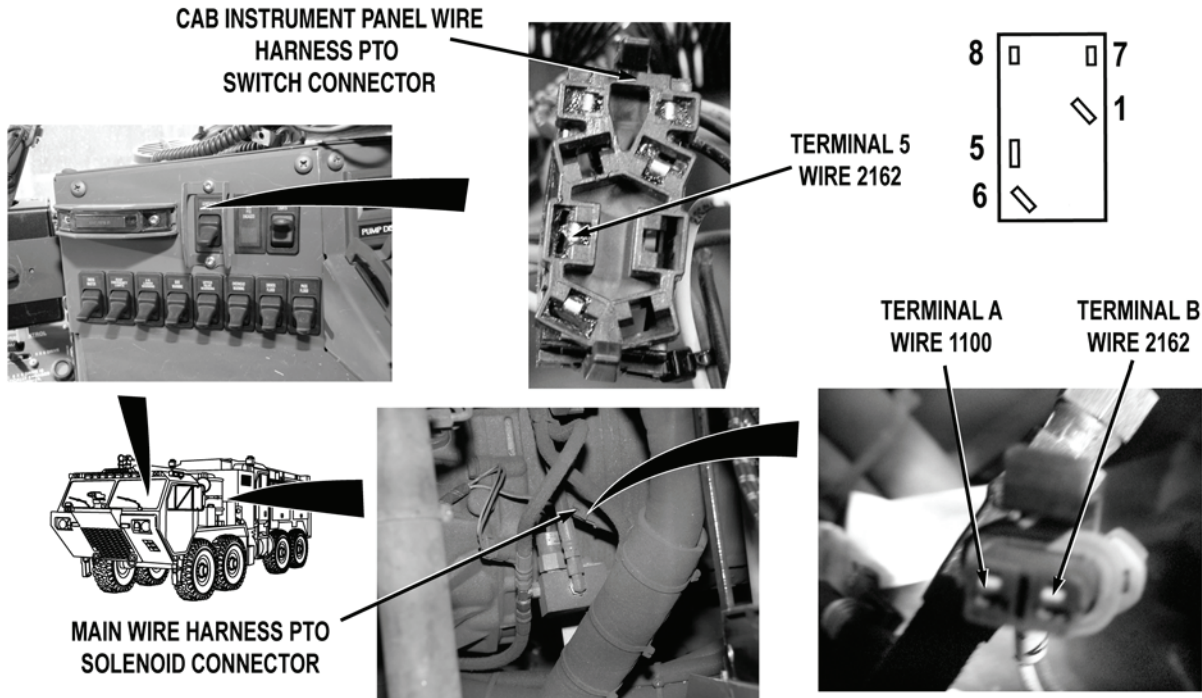 CAB INSTRUMENT PANEL WIRE
HARNESS PTO
SWITCH CONNECTOR
8
7
1
5
6
TERMINAL 5
WIRE 2162
PUMP
TERMINAL A
WIRE 1100
TERMINAL B
WIRE 2162
MAIN WIRE HARNESS PTO
SOLENOID CONNECTOR